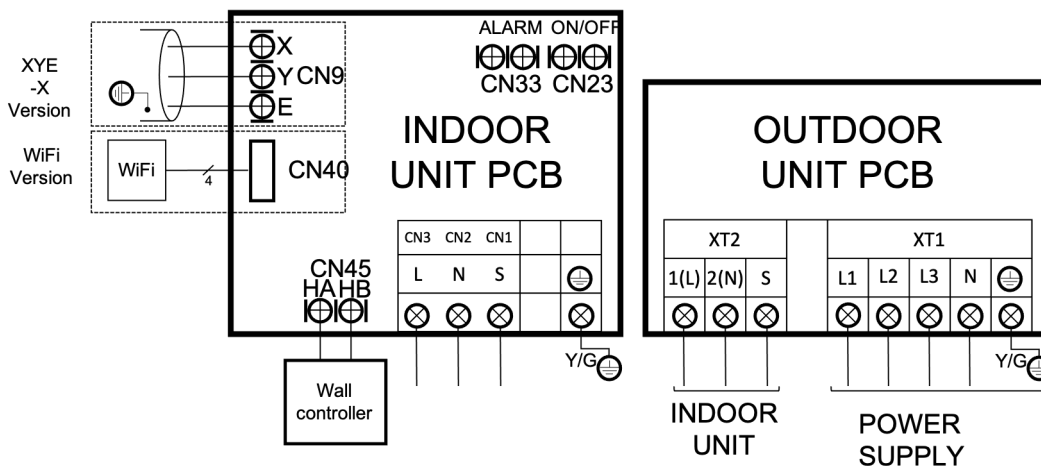 XYE
-X
Version
X
Y CN9
E
ALARM ON/OFF
CN33 CN23
WiFi
Version
WiFi
4
CN40
INDOOR
UNIT PCB
CN3 CN2 CN1
L N S
CN45
HA HB
Y/G
Wall
controller
OUTDOOR
UNIT PCB
XT2 XT1
1(L) 2(N) S L1 L2 L3 N
Y/G
INDOOR
UNIT
POWER
SUPPLY